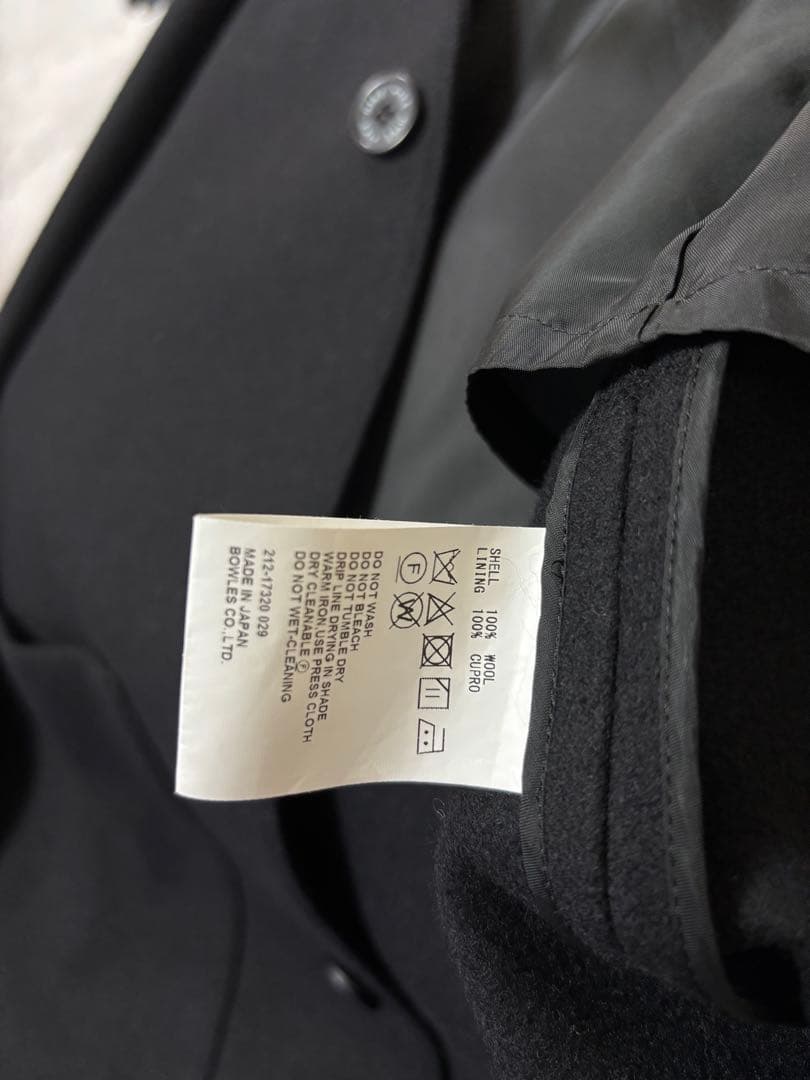 SHELL 100% WOOL
LINING 100% CUPRO
F W
DO NOT WASH
DO NOT BLEACH
DO NOT TUMBLE DRY
DRIP LINE DRYING IN SHADE
WARM IRON,USE PRESS CLOTH
DRY CLEANABLE Ⓕ
DO NOT WET-CLEANING
212-17320 029
MADE IN JAPAN
BOWLES CO.,LTD.